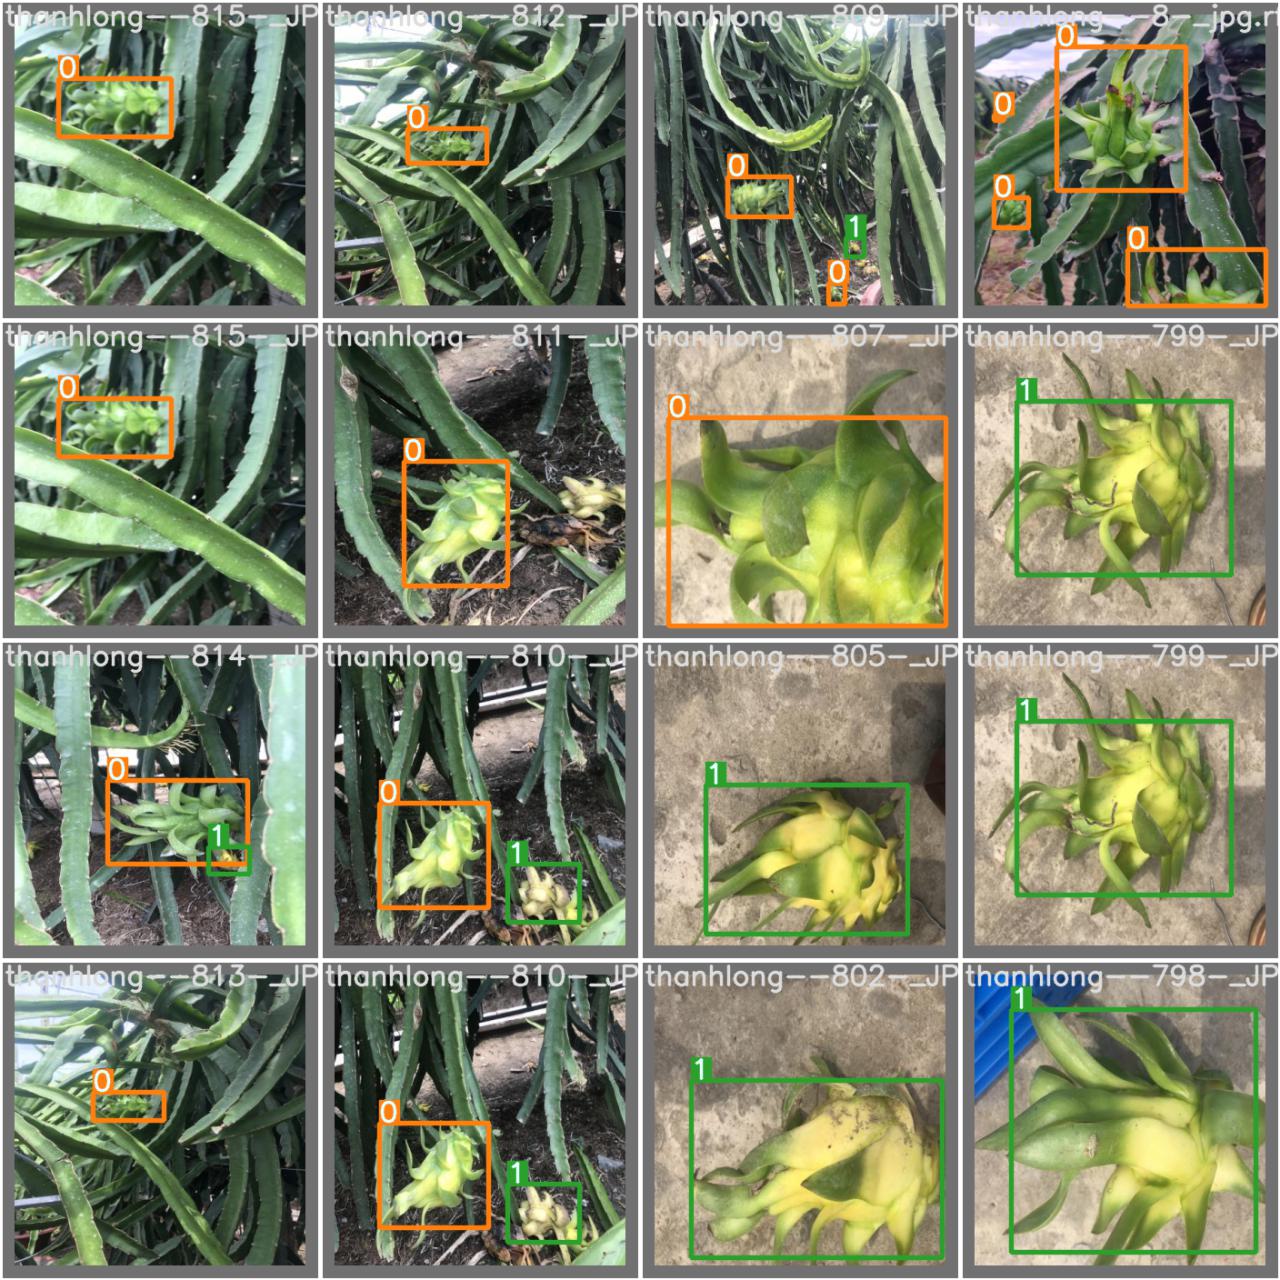 thanhlong---815-_JP
0
thanhlong---812-_JP
0
thanhlong---809-_JP
0
1
0
thanhlong---8-_jpg.r
0
0
0
0
thanhlong---815-_JP
0
thanhlong---811-_JP
0
thanhlong---807-_JP
0
thanhlong---799-_JP
1
thanhlong---814-_JP
0
1
thanhlong---810-_JP
0
1
thanhlong---805-_JP
1
thanhlong---799-_JP
1
thanhlong---813-_JP
0
thanhlong---810-_JP
0
1
thanhlong---802-_JP
1
thanhlong---798-_JP
1